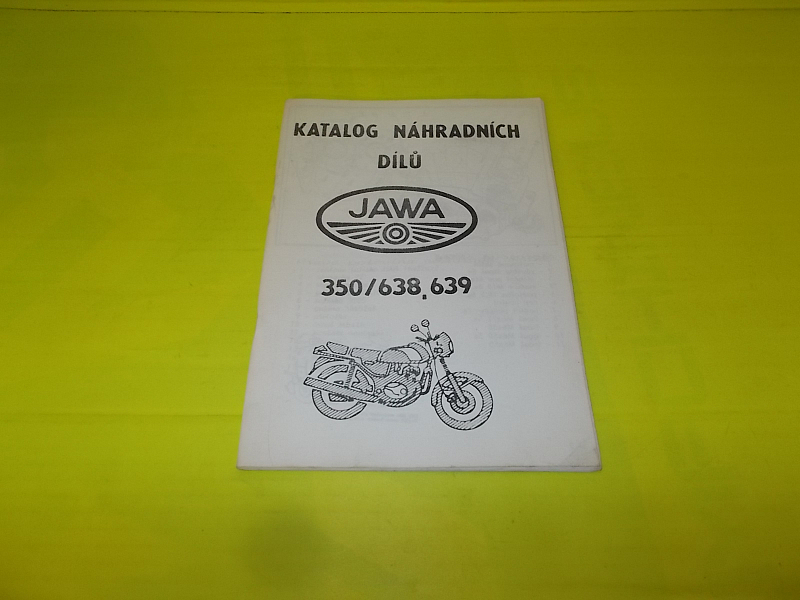 KATALOG NÁHRADNÍCH
DÍLŮ
JAWA
350/638,639